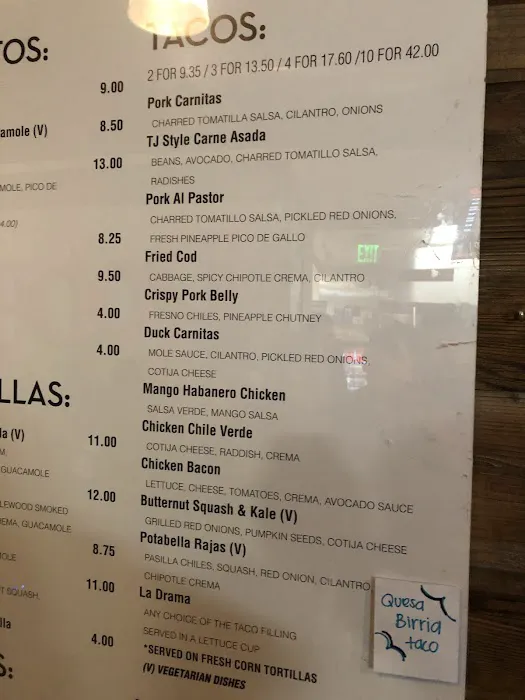 TOS:
9.00
amole (V)
8.50
13.00
MOLE, PICO DE
4.00)
8.25
9.50
4.00
4.00
LLAS:
la (V)
11.00
M.
GUACAMOLE
12.00
LEWOOD SMOKED
EMA, GUACAMOLE
8.75
OLE
11.00
T SQUASH,
lla
4.00
S:
TACOS:
2 FOR 9.35 / 3 FOR 13.50 / 4 FOR 17.60 /10 FOR 42.00
Pork Carnitas
CHARRED TOMATILLA SALSA, CILANTRO, ONIONS
TJ Style Carne Asada
BEANS, AVOCADO, CHARRED TOMATILLO SALSA,
RADISHES
Pork Al Pastor
CHARRED TOMATILLO SALSA, PICKLED RED ONIONS,
FRESH PINEAPPLE PICO DE GALLO
Fried Cod
CABBAGE, SPICY CHIPOTLE CREMA, CILANTRO
Crispy Pork Belly
FRESNO CHILES, PINEAPPLE CHUTNEY
Duck Carnitas
MOLE SAUCE, CILANTRO, PICKLED RED ONIONS,
COTIJA CHEESE
Mango Habanero Chicken
SALSA VERDE, MANGO SALSA
Chicken Chile Verde
COTIJA CHEESE, RADDISH, CREMA
Chicken Bacon
LETTUCE, CHEESE, TOMATOES, CREMA, AVOCADO SAUCE
Butternut Squash & Kale (V)
GRILLED RED ONIONS, PUMPKIN SEEDS, COTIJA CHEESE
Potabella Rajas (V)
PASILLA CHILES, SQUASH, RED ONION, CILANTRO
CHIPOTLE CREMA
La Drama
ANY CHOICE OF THE TACO FILLING
SERVED IN A LETTUCE CUP
*SERVED ON FRESH CORN TORTILLAS
(V) VEGETARIAN DISHES
EXIT
Quesa
Birria
taco